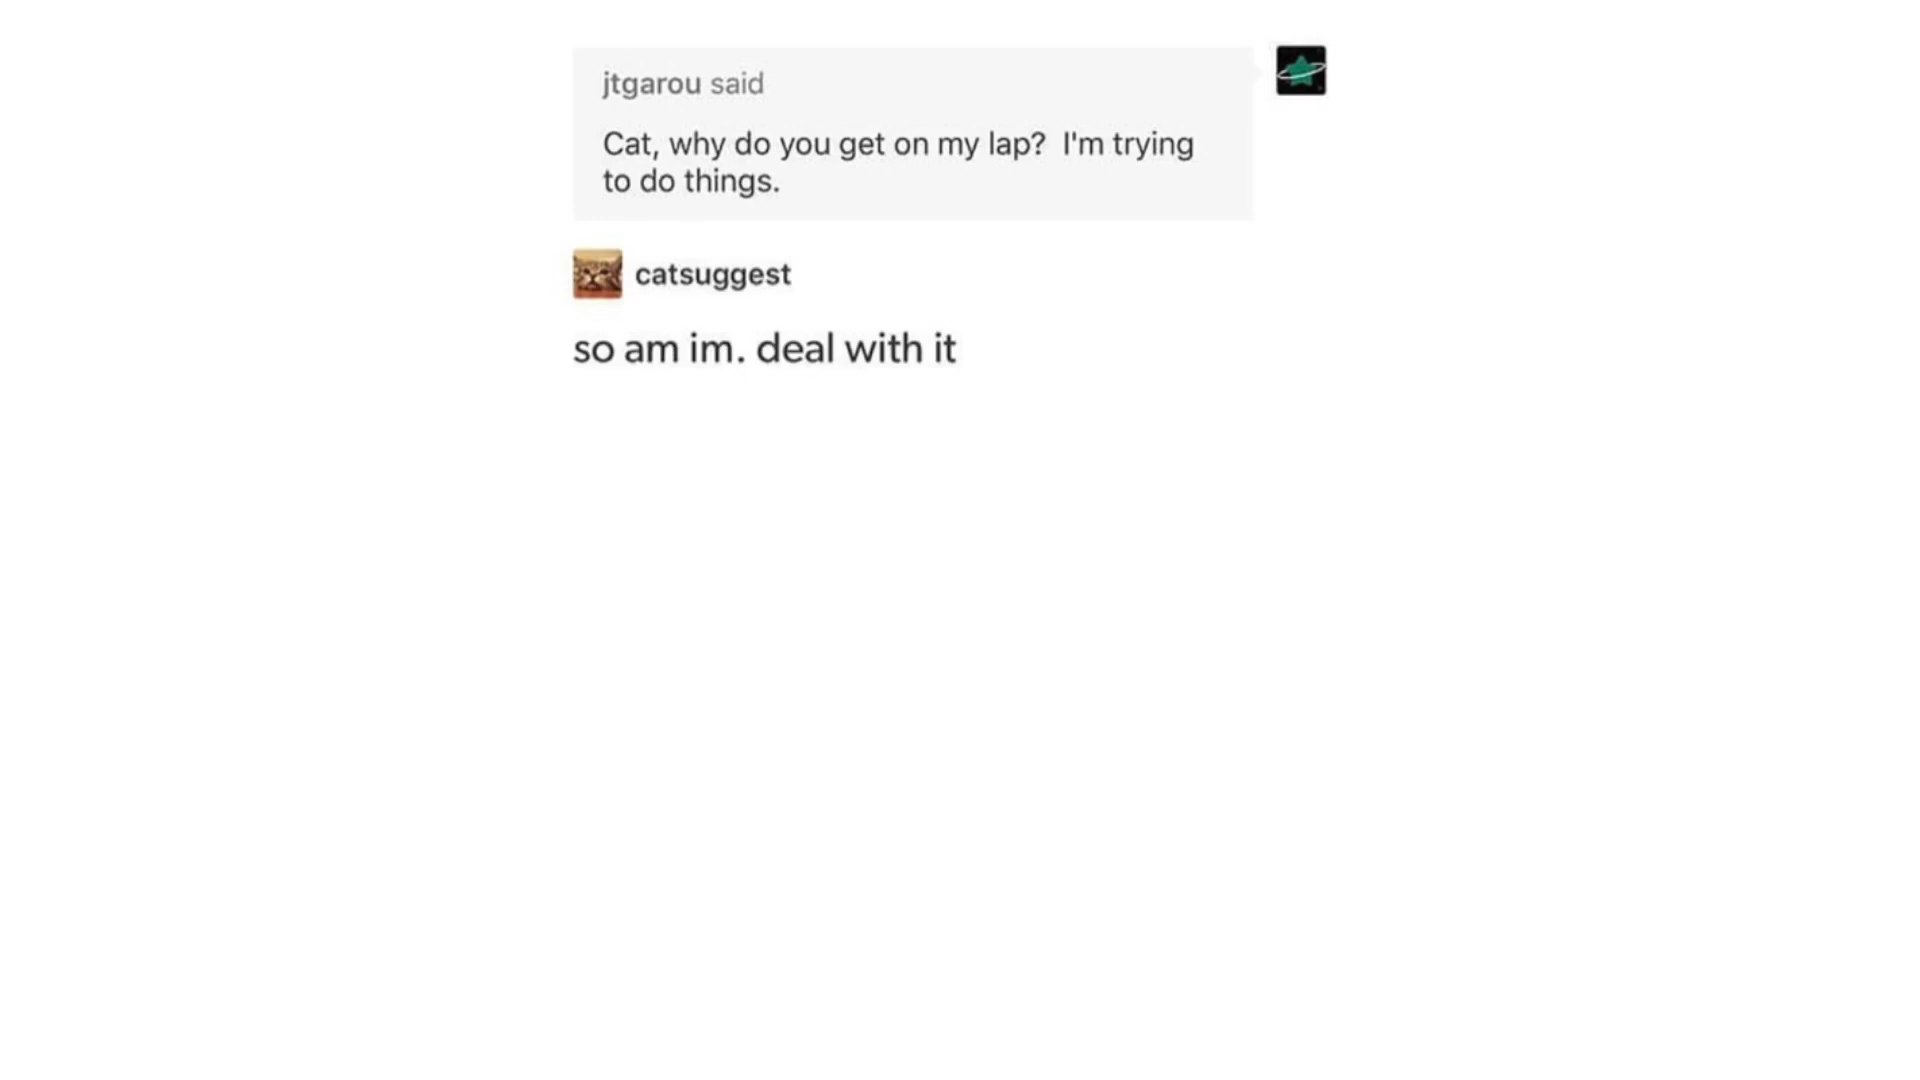 jtgarou said
Cat, why do you get on my lap?  I'm trying
to do things.
catsuggest
so am im. deal with it